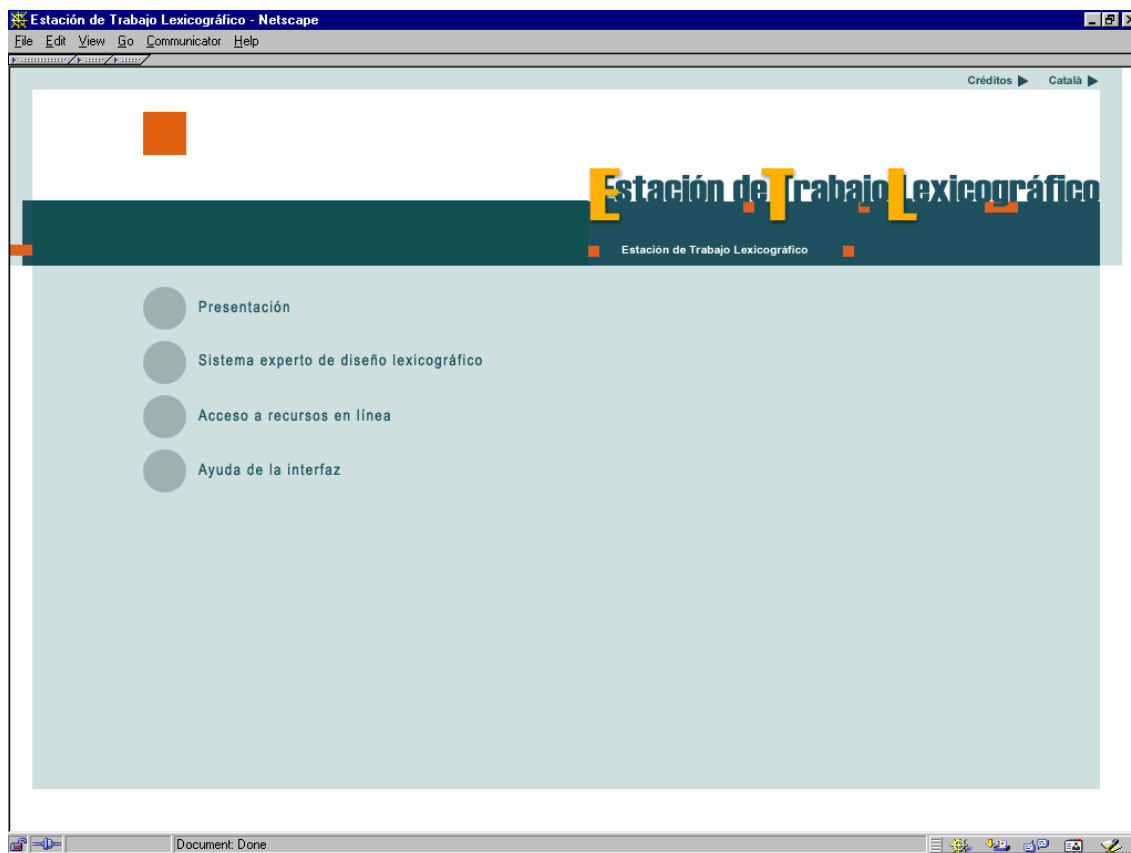 Estación de Trabajo Lexicográfico - Netscape
File Edit View Go Communicator Help
Créditos Català
Estación de Trabajo Lexicográfico
Estación de Trabajo Lexicográfico
Presentación
Sistema experto de diseño lexicográfico
Acceso a recursos en línea
Ayuda de la interfaz
Document: Done